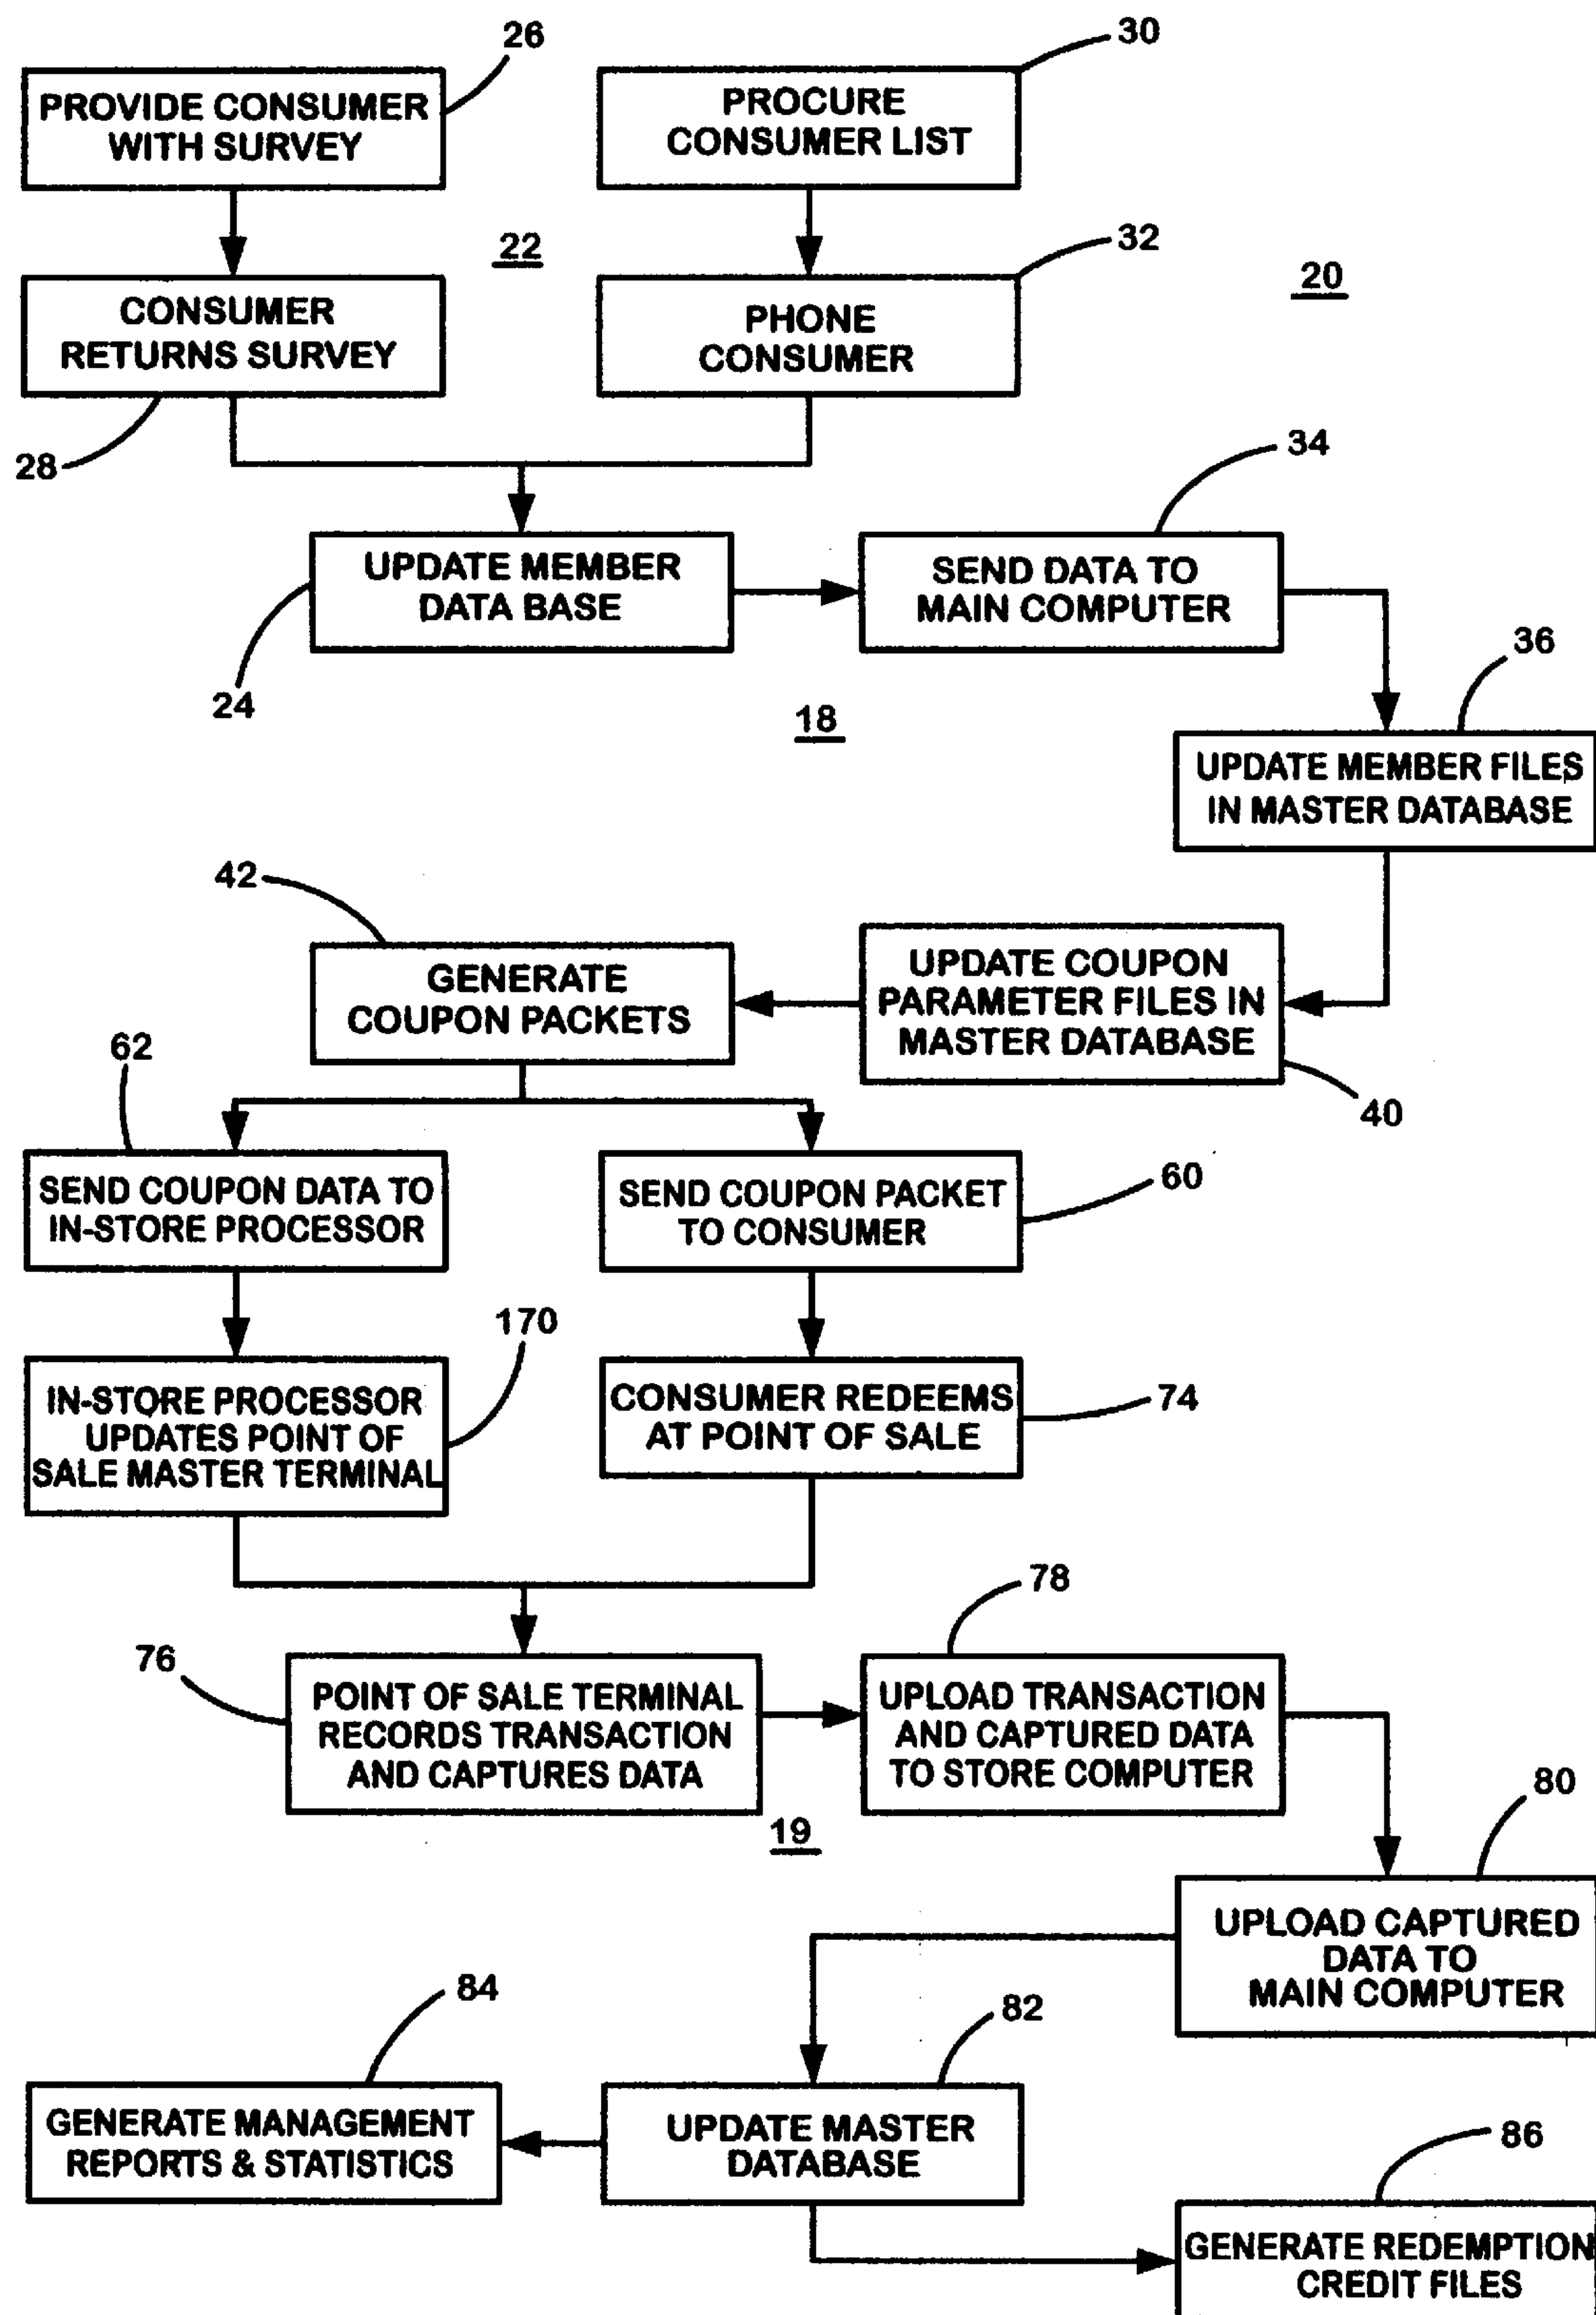 26
30
PROVIDE CONSUMER
WITH SURVEY
PROCURE
CONSUMER LIST
22
32
20
CONSUMER
RETURNS SURVEY
PHONE
CONSUMER
28
34
UPDATE MEMBER
DATA BASE
SEND DATA TO
MAIN COMPUTER
24
18
36
UPDATE MEMBER FILES
IN MASTER DATABASE
42
GENERATE
COUPON PACKETS
UPDATE COUPON
PARAMETER FILES IN
MASTER DATABASE
40
62
SEND COUPON DATA TO
IN-STORE PROCESSOR
SEND COUPON PACKET
TO CONSUMER
60
170
IN-STORE PROCESSOR
UPDATES POINT OF
SALE MASTER TERMINAL
CONSUMER REDEEMS
AT POINT OF SALE
74
76
78
POINT OF SALE TERMINAL
RECORDS TRANSACTION
AND CAPTURES DATA
UPLOAD TRANSACTION
AND CAPTURED DATA
TO STORE COMPUTER
19
80
UPLOAD CAPTURED
DATA TO
MAIN COMPUTER
84
82
GENERATE MANAGEMENT
REPORTS & STATISTICS
UPDATE MASTER
DATABASE
86
GENERATE REDEMPTION
CREDIT FILES